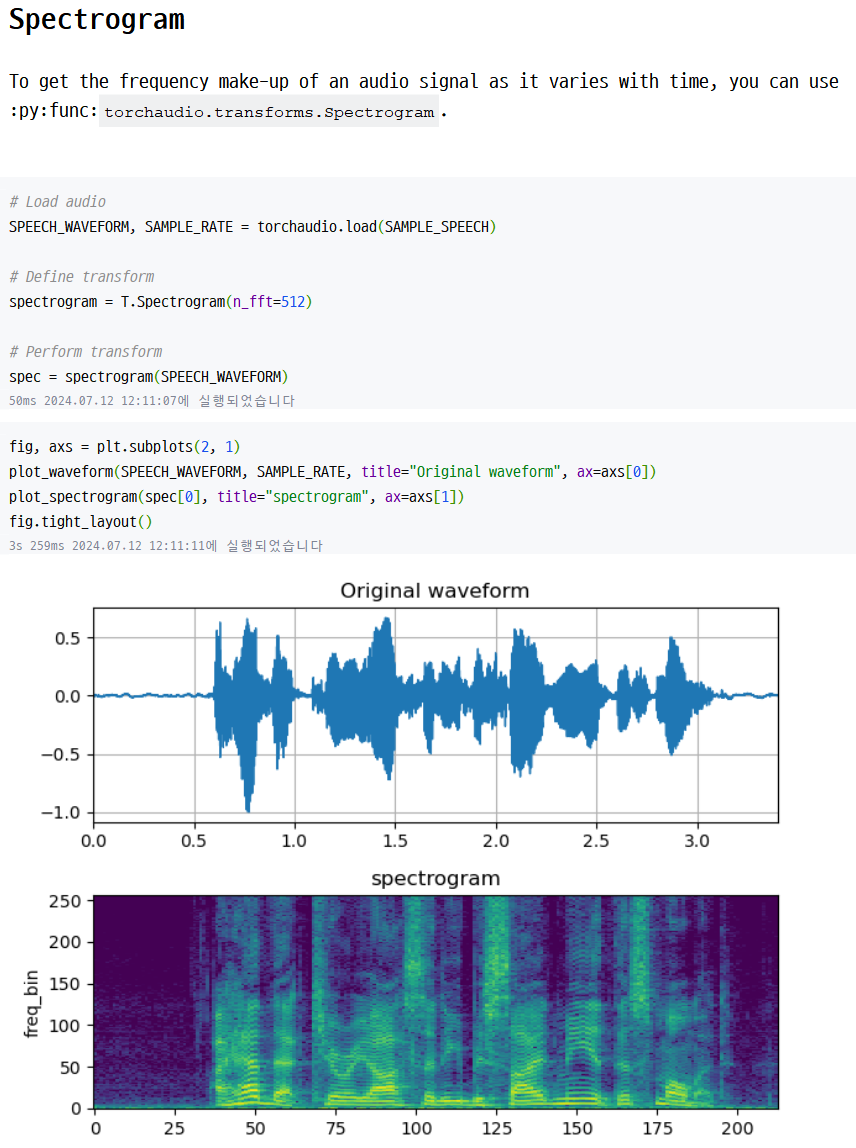 Spectrogram
To get the frequency make-up of an audio signal as it varies with time, you can use
:py:func: torchaudio.transforms.Spectrogram .
# Load audio
SPEECH_WAVEFORM, SAMPLE_RATE = torchaudio.load(SAMPLE_SPEECH)
# Define transform
spectrogram = T.Spectrogram(n_fft=512)
# Perform transform
spec = spectrogram(SPEECH_WAVEFORM)
50ms 2024.07.12 12:11:07에 실행되었습니다
fig, axs = plt.subplots(2, 1)
plot_waveform(SPEECH_WAVEFORM, SAMPLE_RATE, title="Original waveform", ax=axs[0])
plot_spectrogram(spec[0], title="spectrogram", ax=axs[1])
fig.tight_layout()
3s 259ms 2024.07.12 12:11:11에 실행되었습니다
Original waveform
0.5
0.0
−0.5
−1.0
0.0 0.5 1.0 1.5 2.0 2.5 3.0
spectrogram
250
200
150
100
50
0
freq_bin
0 25 50 75 100 125 150 175 200